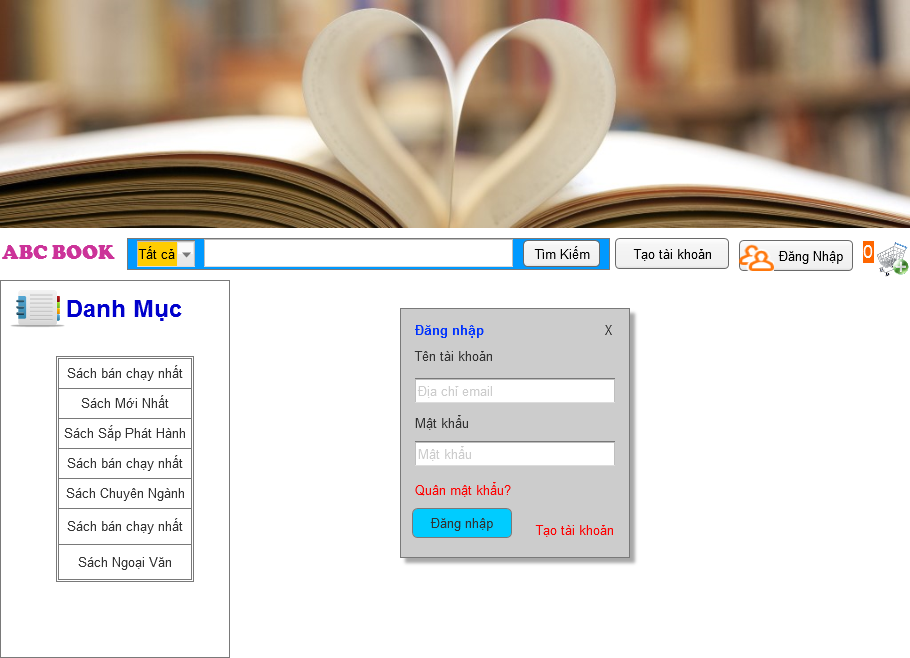 ABC BOOK
Tất cả
Tìm Kiếm
Tạo tài khoản
Đăng Nhập
0
Danh Mục
Sách bán chạy nhất
Sách Mới Nhất
Sách Sắp Phát Hành
Sách bán chạy nhất
Sách Chuyên Ngành
Sách bán chạy nhất
Sách Ngoại Văn
Đăng nhập X
Tên tài khoản
Địa chỉ email
Mật khẩu
Mật khẩu
Quân mật khẩu?
Đăng nhập
Tạo tài khoản